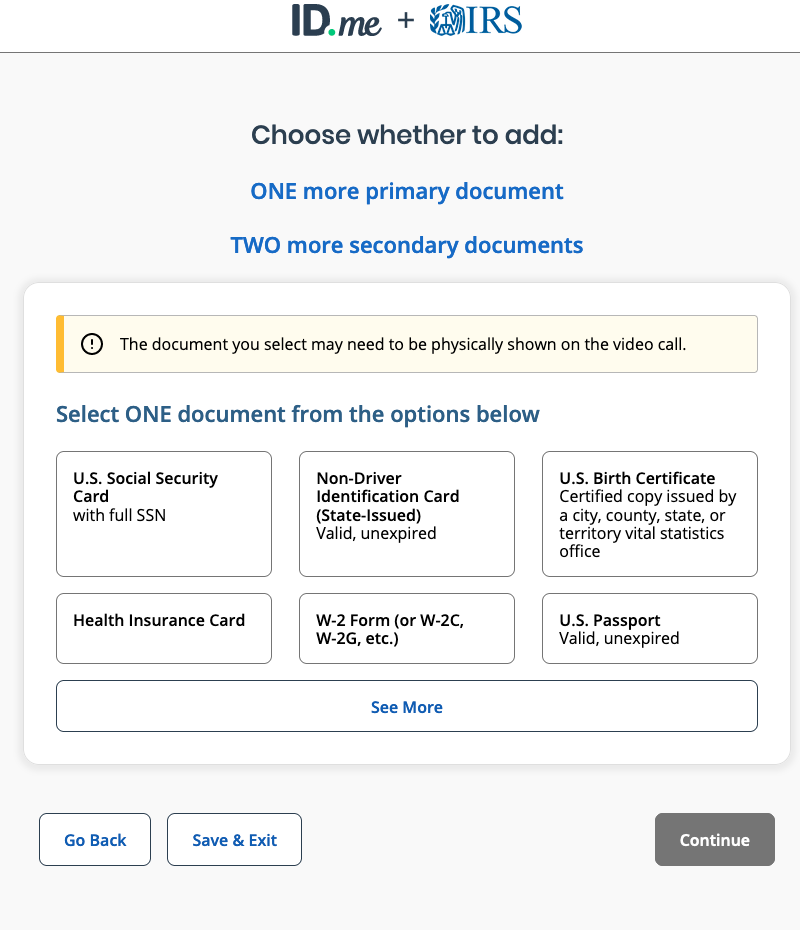 ID.me + IRS
Choose whether to add:
ONE more primary document
TWO more secondary documents
The document you select may need to be physically shown on the video call.
Select ONE document from the options below
U.S. Social Security
Card
with full SSN
Non-Driver
Identification Card
(State-Issued)
Valid, unexpired
U.S. Birth Certificate
Certified copy issued by
a city, county, state, or
territory vital statistics
office
Health Insurance Card
W-2 Form (or W-2C,
W-2G, etc.)
U.S. Passport
Valid, unexpired
See More
Go Back
Save & Exit
Continue